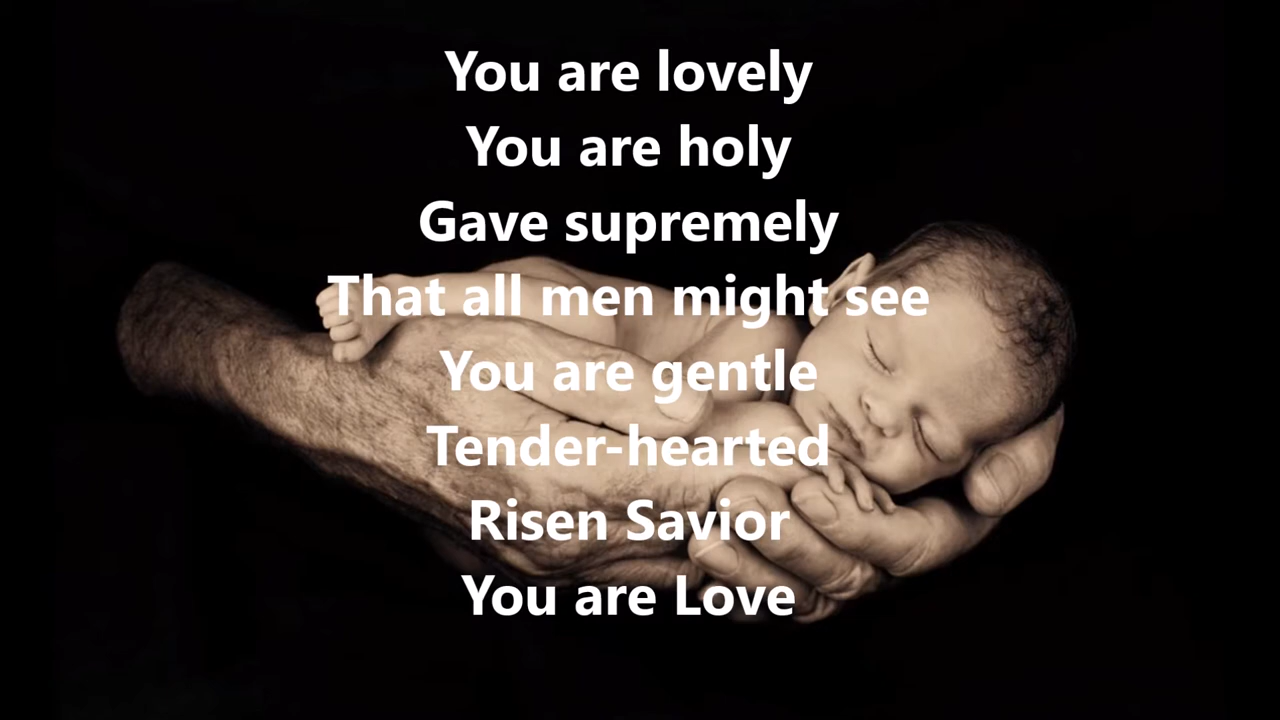 You are lovely
You are holy
Gave supremely
That all men might see
You are gentle
Tender-hearted
Risen Savior
You are Love